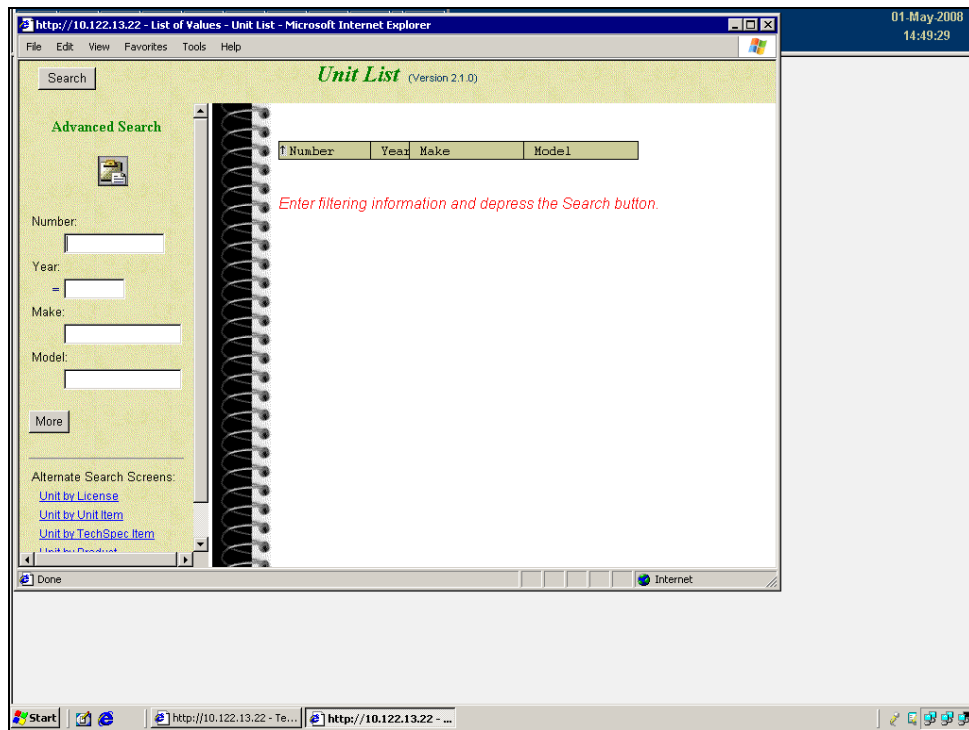 http://10.122.13.22 - List of Values - Unit List - Microsoft Internet Explorer
01-May-2008
14:49:29
File Edit View Favorites Tools Help
Search
Unit List (Version 2.1.0)
Advanced Search
↑ Number Year Make Model
Enter filtering information and depress the Search button.
Number:
Year:
=
Make:
Model:
More
Alternate Search Screens:
Unit by License
Unit by Unit Item
Unit by TechSpec Item
Unit by Product
Done
Internet
Start
http://10.122.13.22 - Te...
http://10.122.13.22 - ...